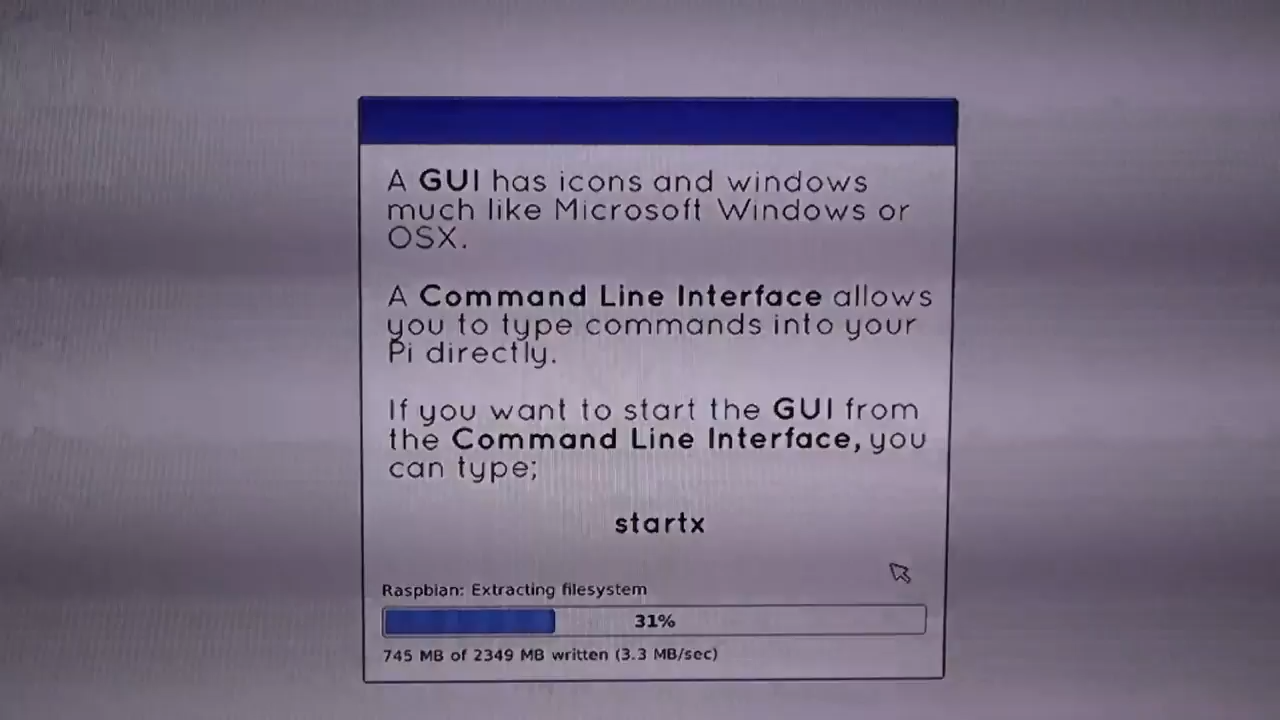 A GUI has icons and windows
much like Microsoft Windows or
OSX.
A Command Line Interface allows
you to type commands into your
Pi directly.
If you want to start the GUI from
the Command Line Interface, you
can type;
startx
Raspbian: Extracting filesystem
31%
745 MB of 2349 MB written (3.3 MB/sec)